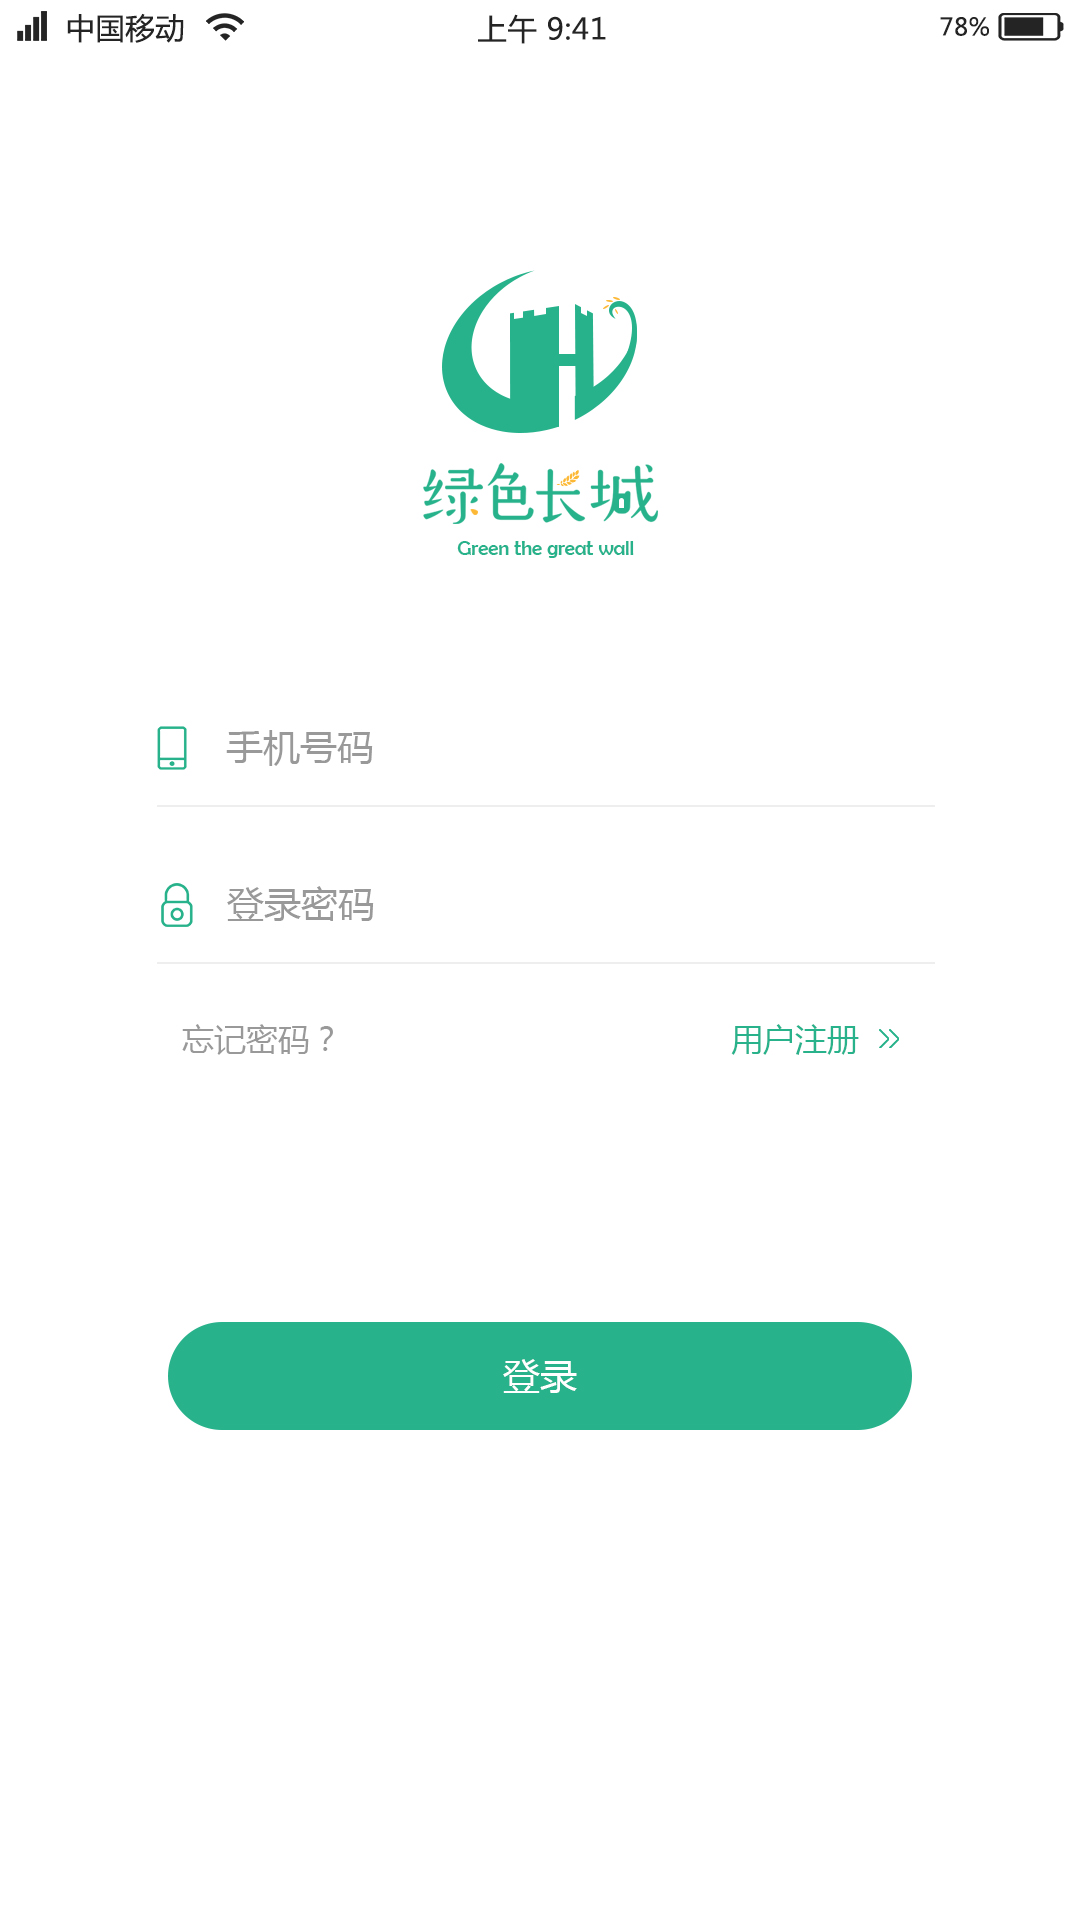 中国移动 上午 9:41 78%
绿色长城
Green the great wall
手机号码
登录密码
忘记密码？ 用户注册 »
登录